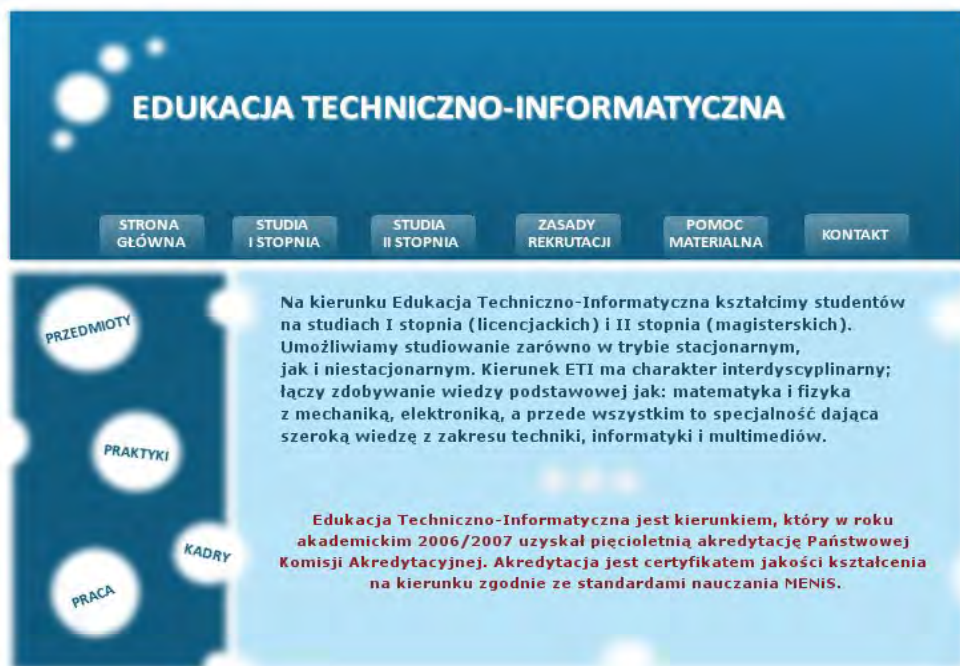 EDUKACJA TECHNICZNO-INFORMATYCZNA
STRONA
GŁÓWNA
STUDIA
I STOPNIA
STUDIA
II STOPNIA
ZASADY
REKRUTACJI
POMOC
MATERIALNA
KONTAKT
PRZEDMIOTY
PRAKTYKI
KADRY
PRACA
Na kierunku Edukacja Techniczno-Informatyczna kształcimy studentów
na studiach I stopnia (licencjackich) i II stopnia (magisterskich).
Umożliwiamy studiowanie zarówno w trybie stacjonarnym,
jak i niestacjonarnym. Kierunek ETI ma charakter interdyscyplinarny;
łączy zdobywanie wiedzy podstawowej jak: matematyka i fizyka
z mechaniką, elektroniką, a przede wszystkim to specjalność dająca
szeroką wiedzę z zakresu techniki, informatyki i multimediów.
Edukacja Techniczno-Informatyczna jest kierunkiem, który w roku
akademickim 2006/2007 uzyskał pięcioletnią akredytację Państwowej
Komisji Akredytacyjnej. Akredytacja jest certyfikatem jakości kształcenia
na kierunku zgodnie ze standardami nauczania MENiS.